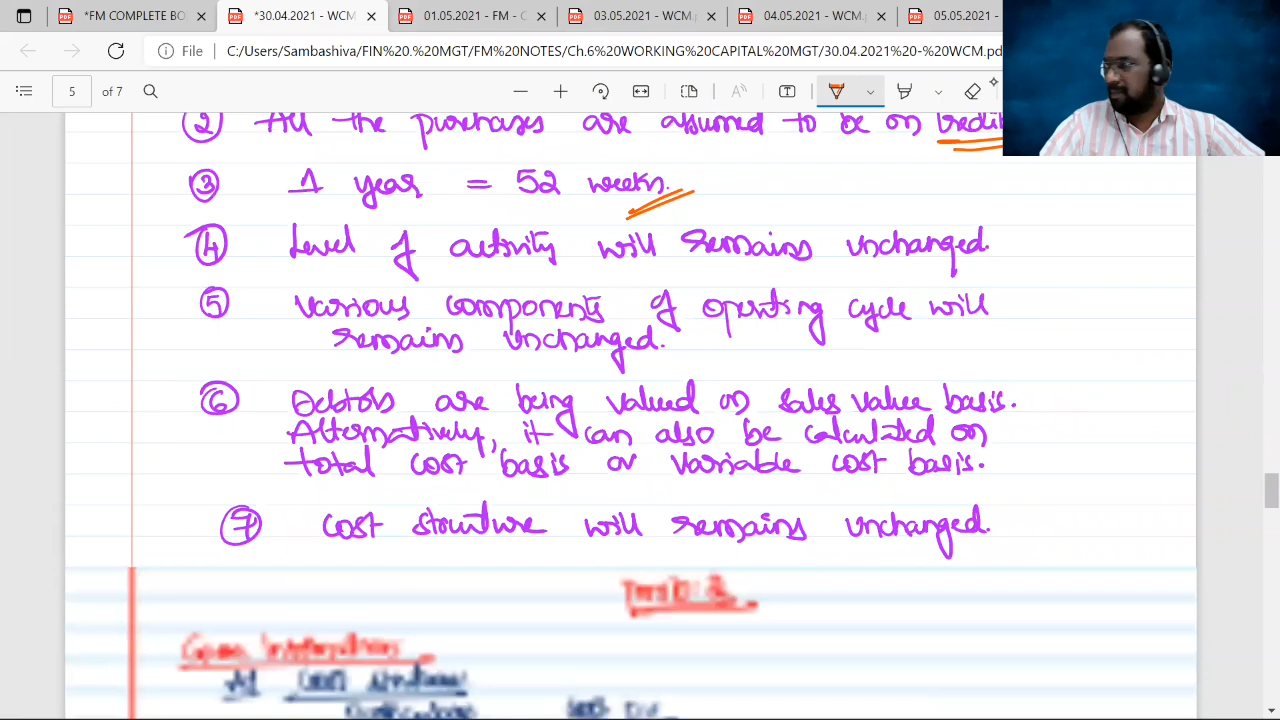 *FM COMPLETE BO
*30.04.2021 - WCM
01.05.2021 - FM - C
03.05.2021 - WCM.p
04.05.2021 - WCM.
05.05.2021 -
File C:/Users/Sambashiva/FIN%20.%20MGT/FM%20NOTES/Ch.6%20WORKING%20CAPITAL%20MGT/30.04.2021%20-%20WCM.pd
5 of 7
② All the purchases are assumed to be on credit
③ 1 year = 52 weeks.
④ Level of activity will remains unchanged.
⑤ Various components of operating cycle will
remains unchanged.
⑥ Debtors are being valued on sales value basis.
Alternatively, it can also be calculated on
total cost basis or variable cost basis.
⑦ Cost structure will remains unchanged.